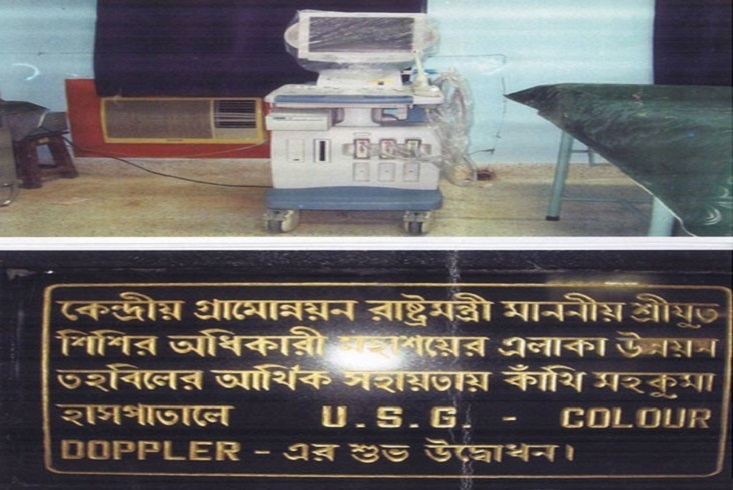 কেন্দ্রীয় গ্রামোন্নয়ন রাষ্ট্রমন্ত্রী মাননীয় শ্রীযুত
শিশির অধিকারী মহাশয়ের এলাকা উন্নয়ন
তহবিলের আর্থিক সহায়তায় কাঁথি মহকুমা
হাসপাতালে U.S.G. - COLOUR
DOPPLER - এর শুভ উদ্বোধন।